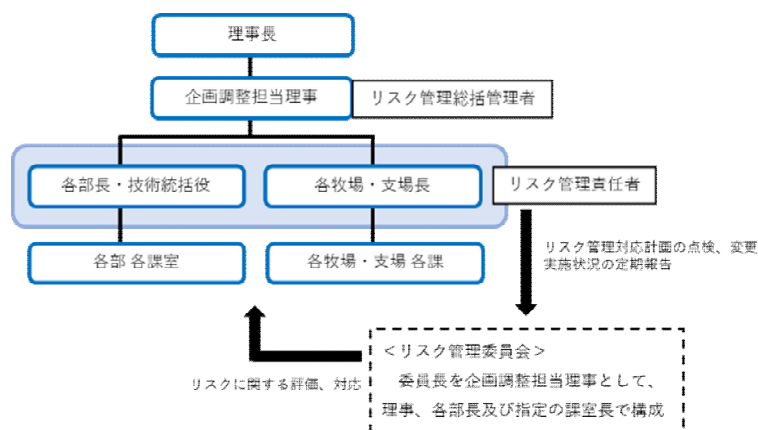 理事長
企画調整担当理事
リスク管理総括管理者
各部長・技術統括役
各牧場・支場長
リスク管理責任者
各部 各課室
各牧場・支場 各課
リスク管理対応計画の点検、変更
実施状況の定期報告
リスクに関する評価、対応
＜リスク管理委員会＞
委員長を企画調整担当理事として、
理事、各部長及び指定の課室長で構成